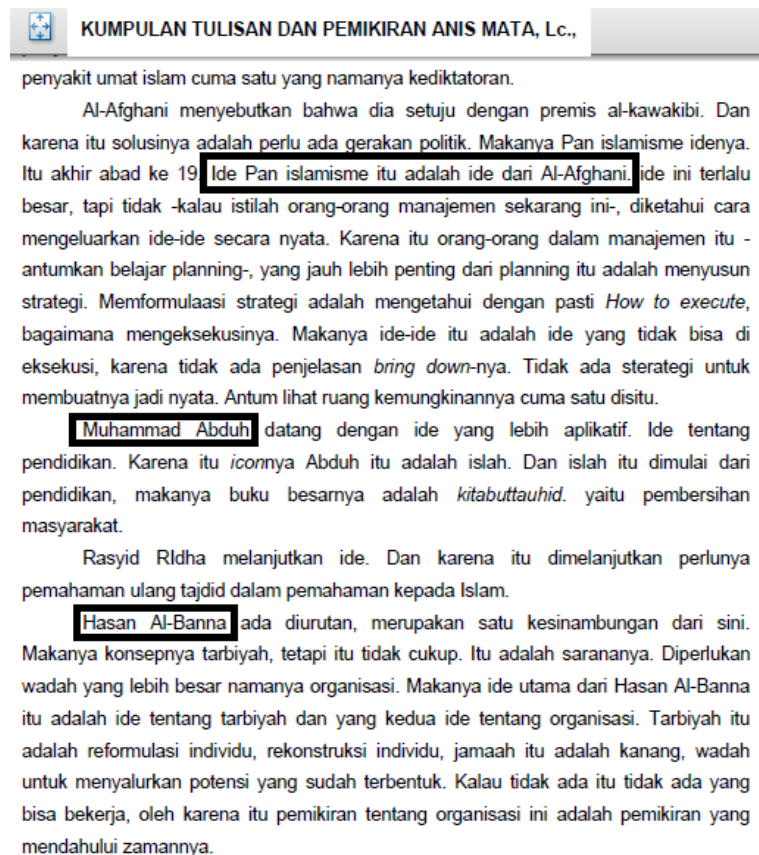 KUMPULAN TULISAN DAN PEMIKIRAN ANIS MATA, Lc.,
penyakit umat islam cuma satu yang namanya kediktatoran.
Al-Afghani menyebutkan bahwa dia setuju dengan premis al-kawakibi. Dan
karena itu solusinya adalah perlu ada gerakan politik. Makanya Pan islamisme idenya.
Itu akhir abad ke 19. Ide Pan islamisme itu adalah ide dari Al-Afghani. ide ini terlalu
besar, tapi tidak -kalau istilah orang-orang manajemen sekarang ini-, diketahui cara
mengeluarkan ide-ide secara nyata. Karena itu orang-orang dalam manajemen itu -
antumkan belajar planning-, yang jauh lebih penting dari planning itu adalah menyusun
strategi. Memformulaasi strategi adalah mengetahui dengan pasti How to execute,
bagaimana mengeksekusinya. Makanya ide-ide itu adalah ide yang tidak bisa di
eksekusi, karena tidak ada penjelasan bring down-nya. Tidak ada sterategi untuk
membuatnya jadi nyata. Antum lihat ruang kemungkinannya cuma satu disitu.
Muhammad Abduh datang dengan ide yang lebih aplikatif. Ide tentang
pendidikan. Karena itu iconnya Abduh itu adalah islah. Dan islah itu dimulai dari
pendidikan, makanya buku besarnya adalah kitabuttauhid. yaitu pembersihan
masyarakat.
Rasyid RIdha melanjutkan ide. Dan karena itu dimelanjutkan perlunya
pemahaman ulang tajdid dalam pemahaman kepada Islam.
Hasan Al-Banna ada diurutan, merupakan satu kesinambungan dari sini.
Makanya konsepnya tarbiyah, tetapi itu tidak cukup. Itu adalah sarananya. Diperlukan
wadah yang lebih besar namanya organisasi. Makanya ide utama dari Hasan Al-Banna
itu adalah ide tentang tarbiyah dan yang kedua ide tentang organisasi. Tarbiyah itu
adalah reformulasi individu, rekonstruksi individu, jamaah itu adalah kanang, wadah
untuk menyalurkan potensi yang sudah terbentuk. Kalau tidak ada itu tidak ada yang
bisa bekerja, oleh karena itu pemikiran tentang organisasi ini adalah pemikiran yang
mendahului zamannya.